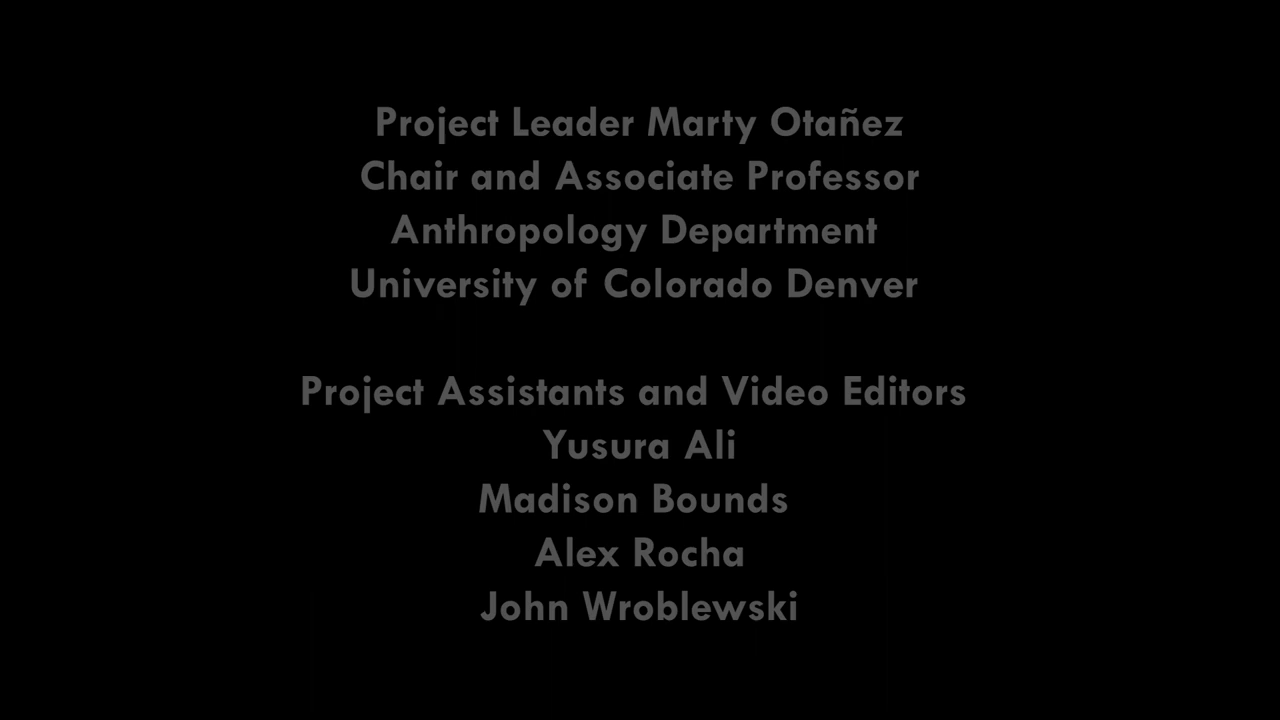 Project Leader Marty Otañez
Chair and Associate Professor
Anthropology Department
University of Colorado Denver
Project Assistants and Video Editors
Yusura Ali
Madison Bounds
Alex Rocha
John Wroblewski